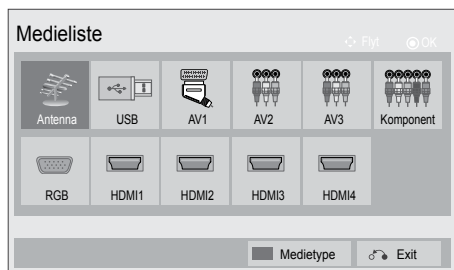 Medieliste
Flyt OK
Antenna USB AV1 AV2 AV3 Komponent
RGB HDMI1 HDMI2 HDMI3 HDMI4
Medietype Exit